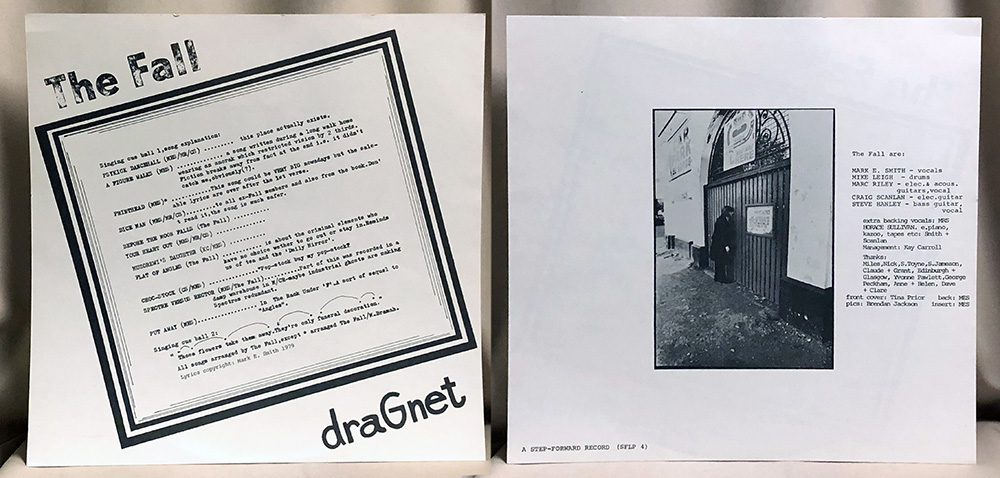 The Fall
Singing cue ball 1,song explanation:
PSYKICK DANCEHALL (MES/MR/CS) .......... this place actually exists.
A FIGURE WALKS (MES) ........ a song written during a long walk home
wearing an anorak which restricted vision by 2 thirds.
Fiction breaks away from fact at the end i.e. it didn't
catch me,obviously(?).
PRINTHEAD (MES)* ...........This song could be VERY BIG nowadays but the sale-
able lyrics are over after the 1st verse.
DICE MAN (MES/MR/CS)........to all ex-Fall members and also from the book.Don'
t read it,the song is much safer.
BEFORE THE MOON FALLS (The Fall)
YOUR HEART OUT (MES/MR/CS)
MUZOREWI'S DAUGHTER (KC/MES)
FLAT OF ANGLES (The Fall) ........ is about the criminal elements who
have no choice wether to go out or stay in.Reminds
us of tea and the 'Daily Mirror'.
CHOC-STOCK (CS/MES).........."Pop-stock boy my pop-stock"
SPECTRE VERSUS RECTOR (MES/The Fall).......Part of this was recorded in a
damp warehouse in M/CR-maybe industrial ghosts are making
Spectres redundant.
PUT AWAY (MES)............. in The Rank Under 'F'.A sort of sequel to
'Angles'.
Singing cue ball 2:
" Those flowers take them away.They're only funeral decoration. "
All songs arranged by The Fall,except * arranged The Fall/M.Bramah.
Lyrics copyright: Mark E. Smith 1979
draGnet
The Fall are:
MARK E. SMITH - vocals
MIKE LEIGH - drums
MARC RILEY - elec.& acous.
guitars,vocal
CRAIG SCANLAN - elec.guitar
STEVE HANLEY - bass guitar,
vocal
extra backing vocals: MRS
HORACE SULLIVAN. e.piano,
kazoo, tapes etc: Smith +
Scanlan
Management: Kay Carroll
Thanks:
Miles,Nick,S.Toyne,S.Jameson,
Claude + Grant, Edinburgh +
Glasgow, Yvonne Pawlett,George
Peckham, Anne + Helen, Dave
+ Clare
front cover: Tina Prior back: MES
pics: Brendan Jackson insert: MES
A STEP-FORWARD RECORD (SFLP 4)